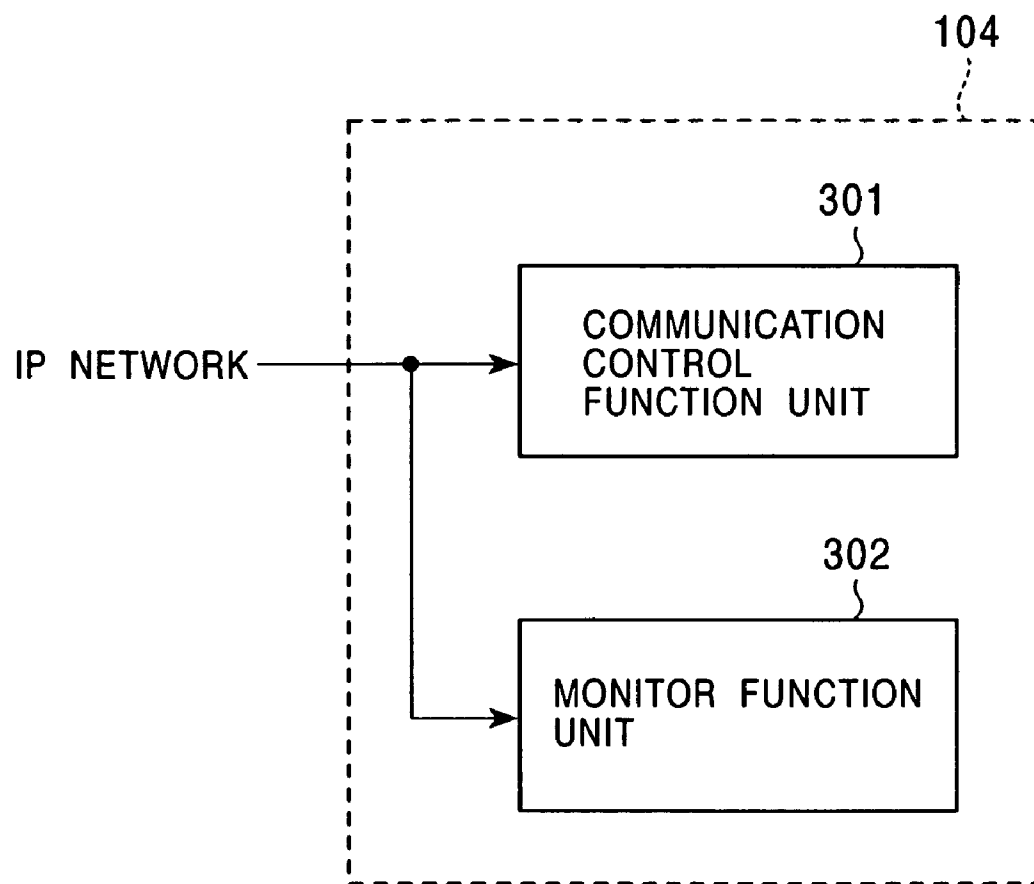 104
301
COMMUNICATION
CONTROL
FUNCTION UNIT
IP NETWORK
302
MONITOR FUNCTION
UNIT